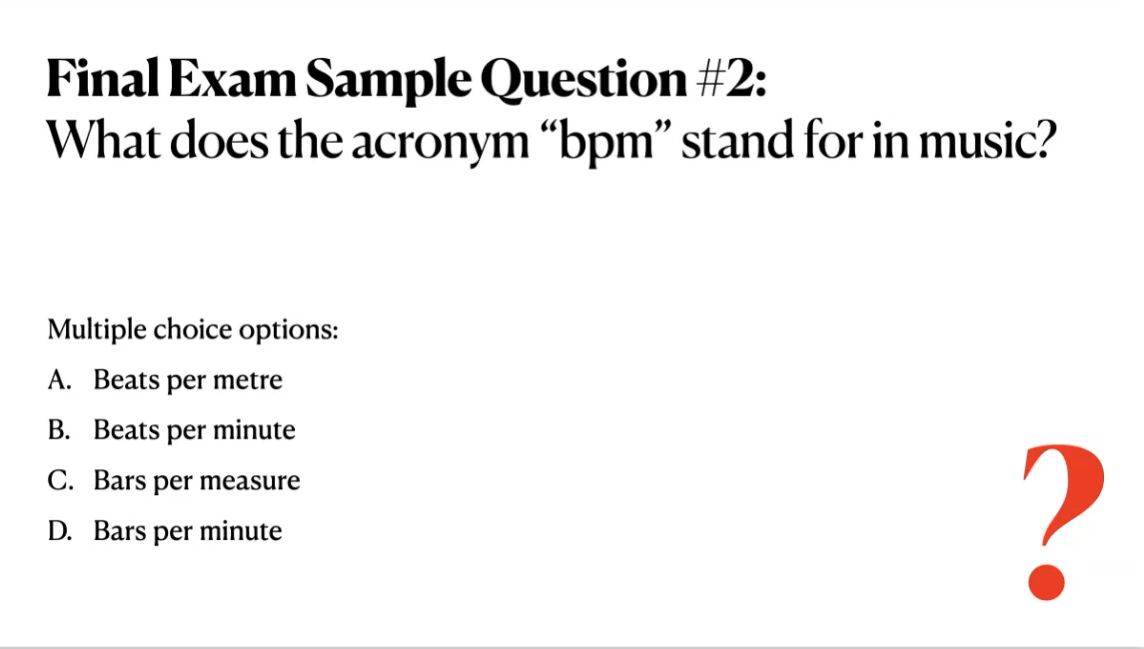 Final Exam Sample Question #2:
What does the acronym “bpm” stand for in music?
Multiple choice options:
A. Beats per metre
B. Beats per minute
C. Bars per measure
D. Bars per minute
?